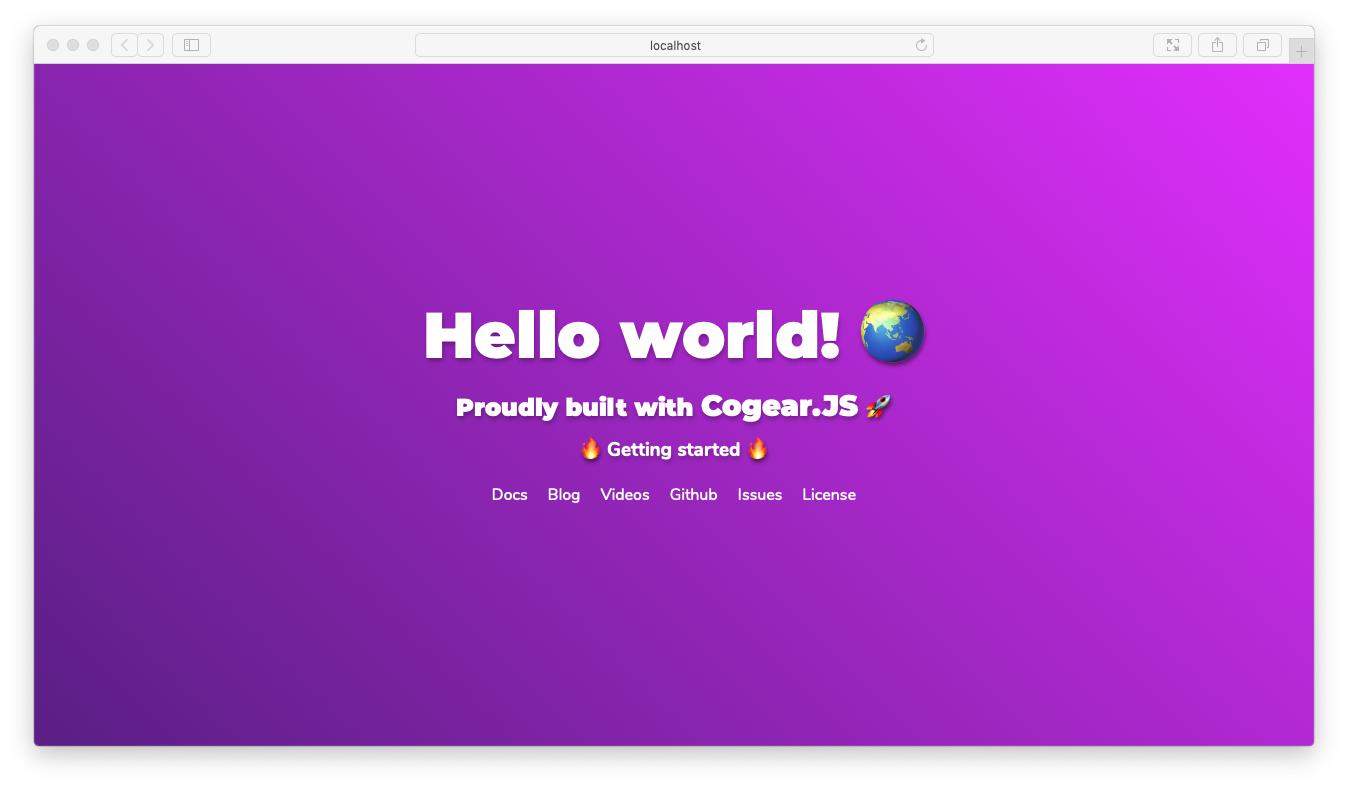 localhost
Hello world! 🌏
Proudly built with Cogear.JS 🚀
🔥 Getting started 🔥
Docs Blog Videos Github Issues License